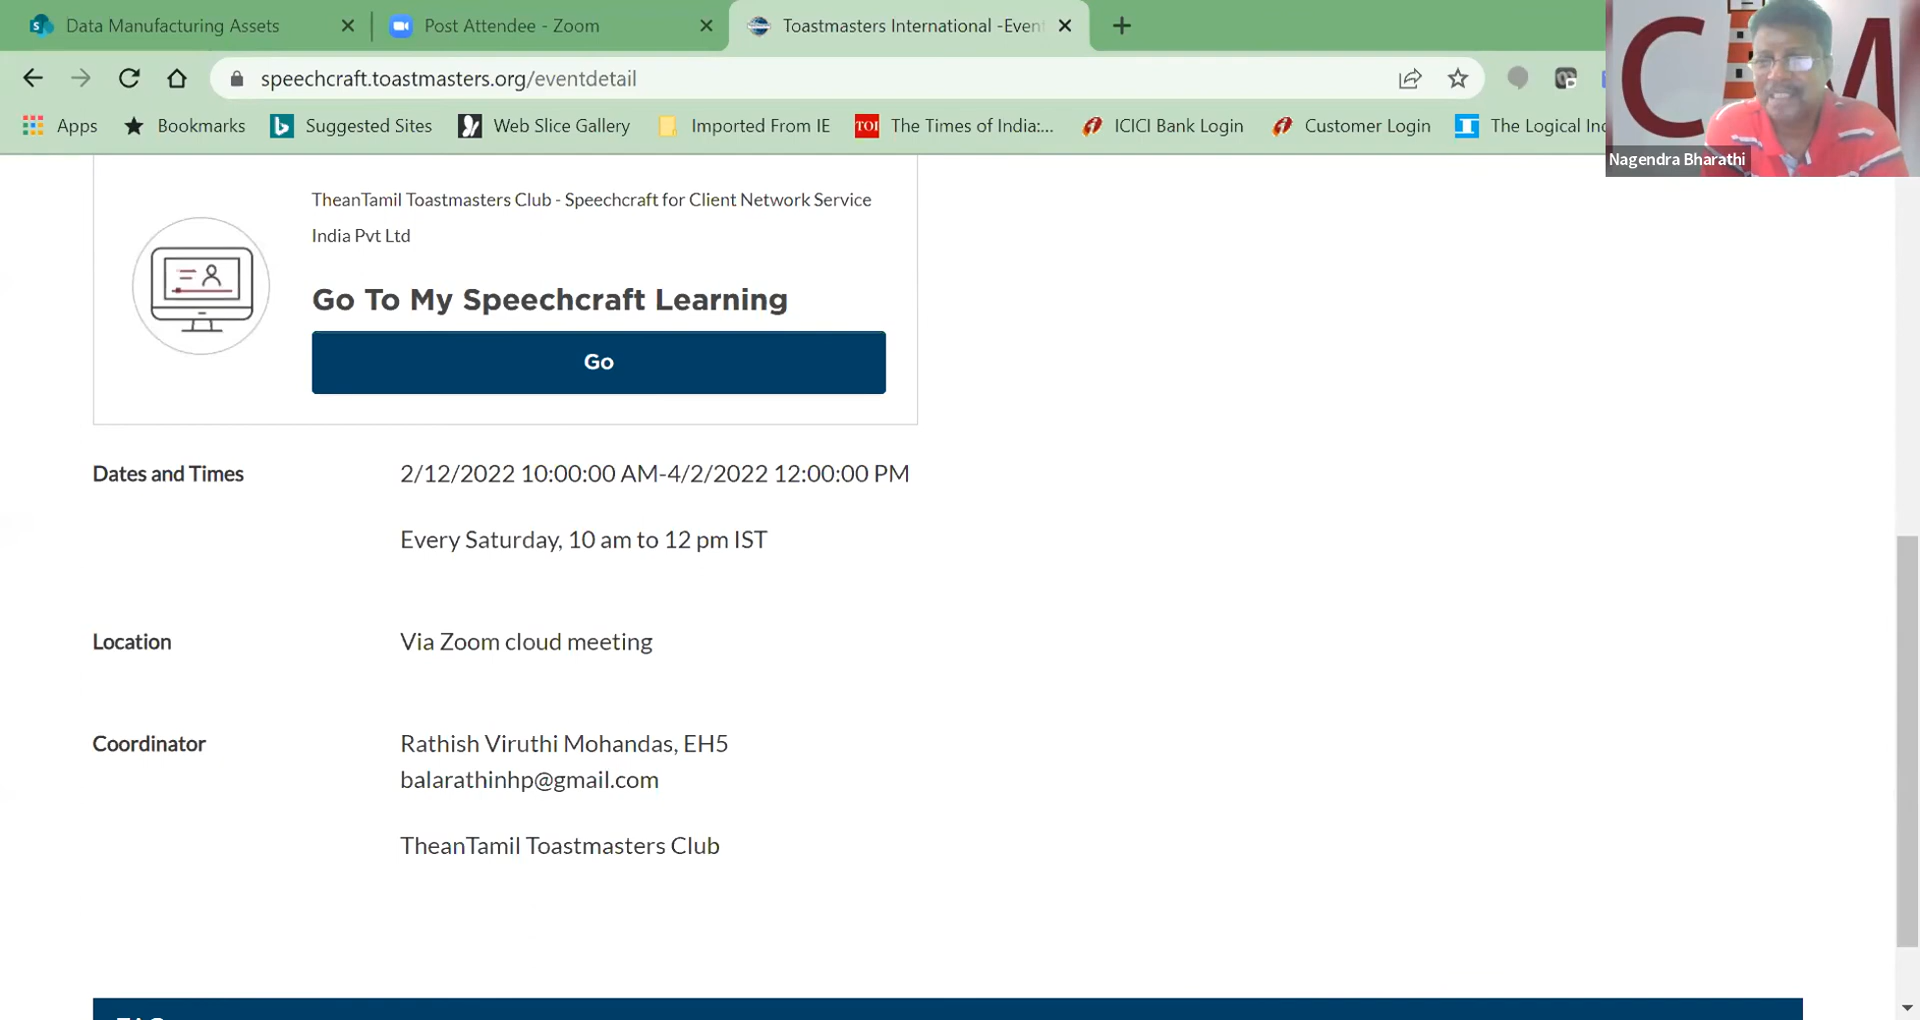 Data Manufacturing Assets
Post Attendee - Zoom
Toastmasters International -Even
speechcraft.toastmasters.org/eventdetail
Apps
Bookmarks
Suggested Sites
Web Slice Gallery
Imported From IE
TOI
The Times of India:...
ICICI Bank Login
Customer Login
The Logical Ind
C M
Nagendra Bharathi
TheanTamil Toastmasters Club - Speechcraft for Client Network Service
India Pvt Ltd
Go To My Speechcraft Learning
Go
Dates and Times
2/12/2022 10:00:00 AM-4/2/2022 12:00:00 PM
Every Saturday, 10 am to 12 pm IST
Location
Via Zoom cloud meeting
Coordinator
Rathish Viruthi Mohandas, EH5
balarathinhp@gmail.com
TheanTamil Toastmasters Club